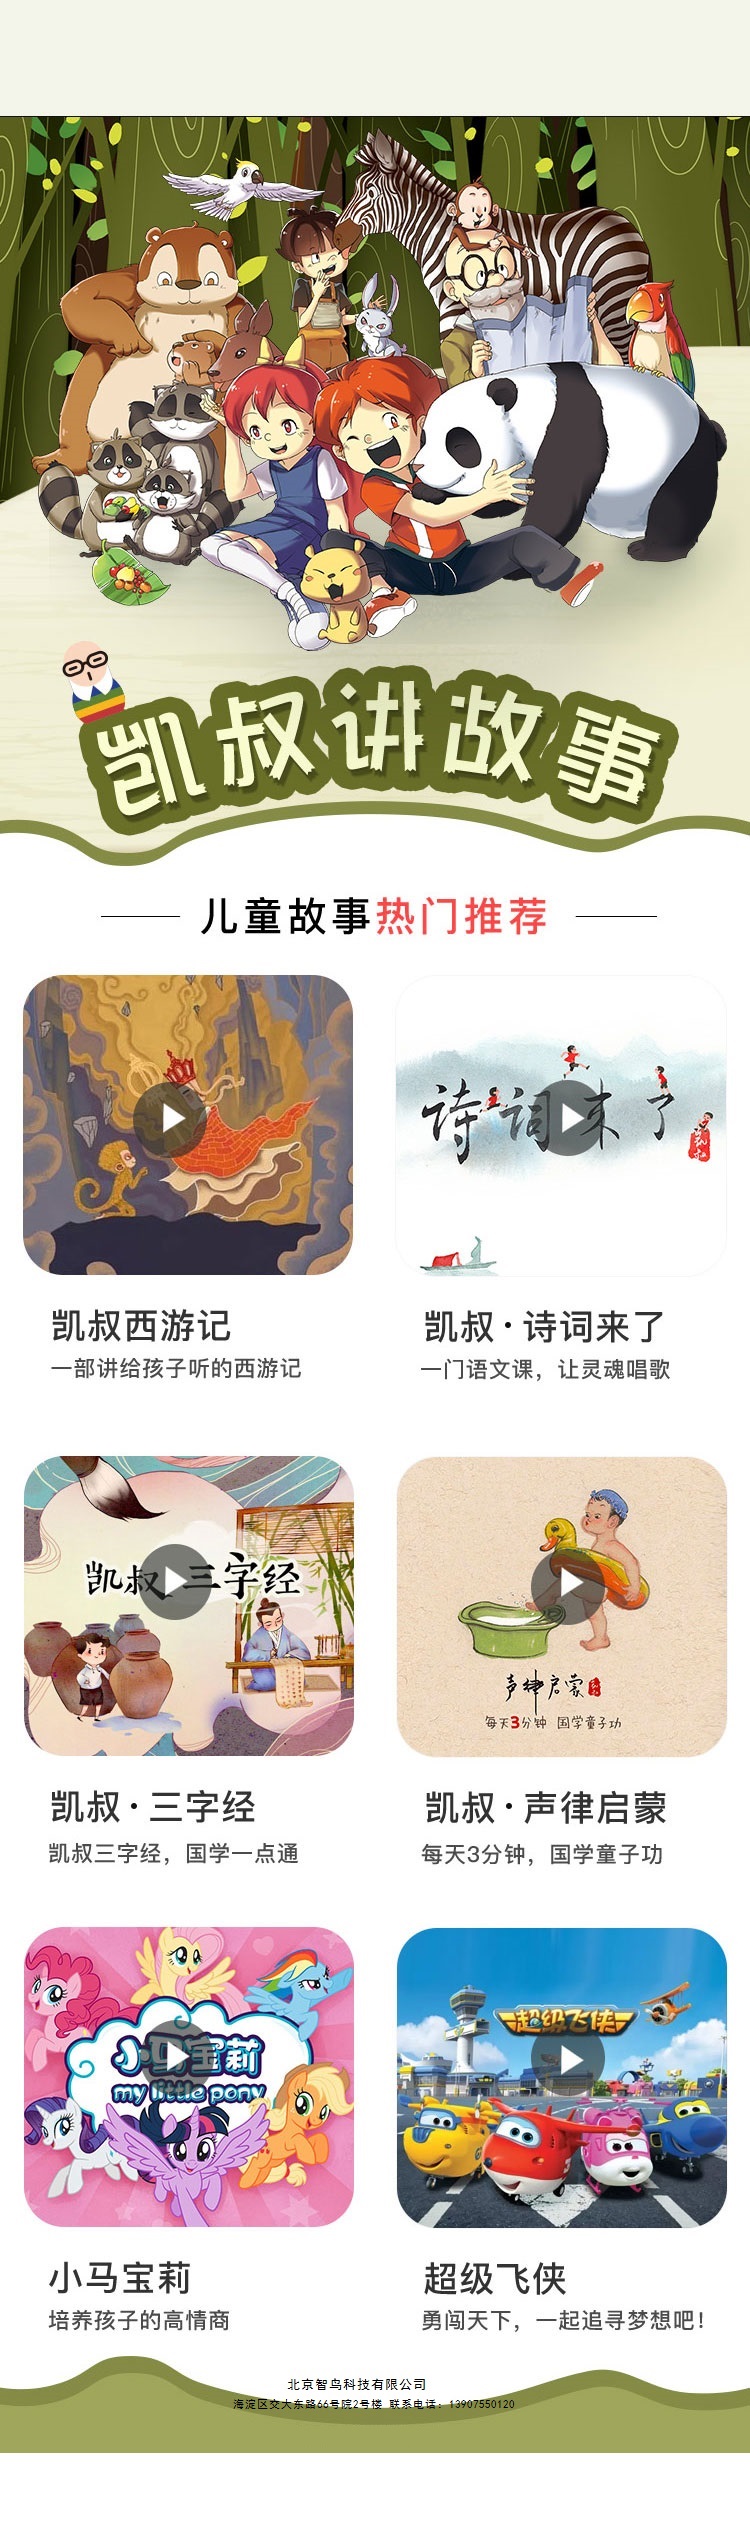 凯叔讲故事
儿童故事热门推荐
诗词来了
凯叔西游记
一部讲给孩子听的西游记
凯叔·诗词来了
一门语文课，让灵魂唱歌
凯叔 三字经
声律启蒙
每天3分钟 国学童子功
凯叔·三字经
凯叔三字经，国学一点通
凯叔·声律启蒙
每天3分钟，国学童子功
小马宝莉
my little pony
超级飞侠
小马宝莉
培养孩子的高情商
超级飞侠
勇闯天下，一起追寻梦想吧！
北京智鸟科技有限公司
海淀区交大东路66号院2号楼 联系电话：13907550120